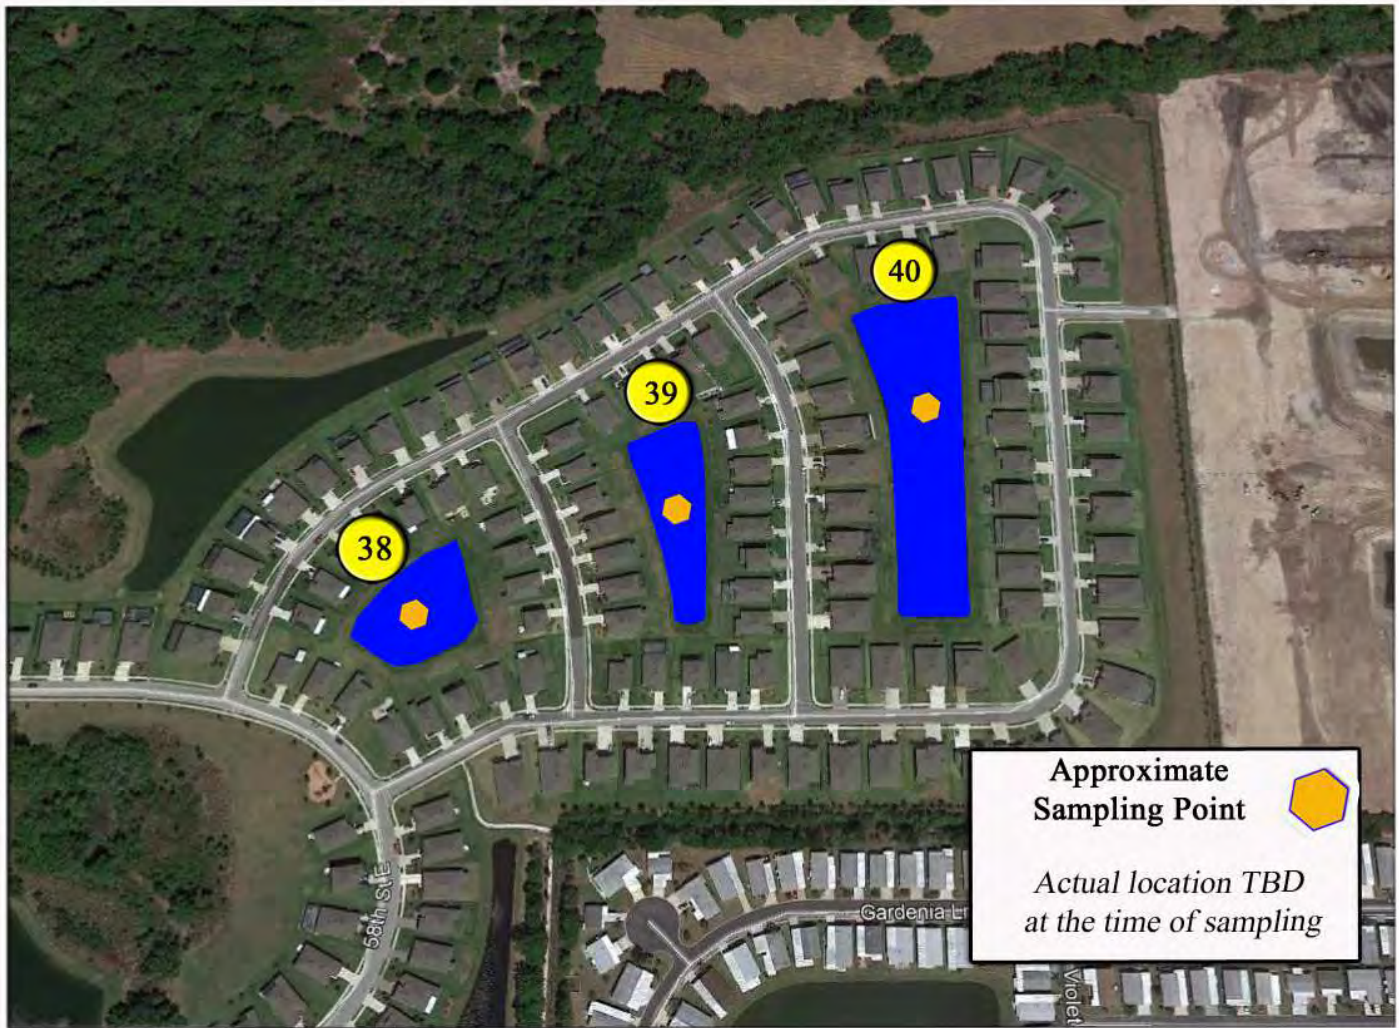 40
39
38
Approximate
Sampling Point
Actual location TBD
at the time of sampling
58th St E
Gardenia Ln
Violet